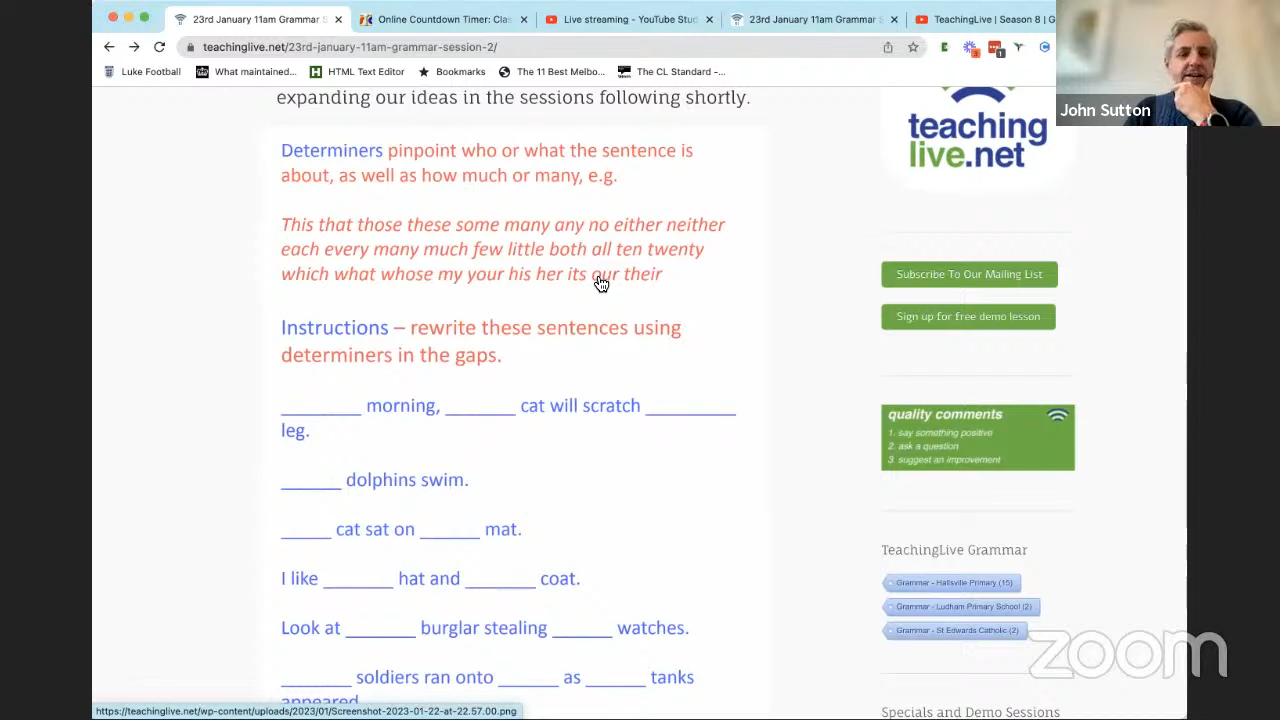 23rd January 11am Grammar S
Online Countdown Timer: Clas
Live streaming - YouTube Stud
23rd January 11am Grammar S
TeachingLive | Season 8 | G
teachinglive.net/23rd-january-11am-grammar-session-2/
Luke Football
What maintained...
HTML Text Editor
Bookmarks
The 11 Best Melbo...
The CL Standard -...
John Sutton
expanding our ideas in the sessions following shortly.
Determiners pinpoint who or what the sentence is
about, as well as how much or many, e.g.
This that those these some many any no either neither
each every many much few little both all ten twenty
which what whose my your his her its our their
Instructions – rewrite these sentences using
determiners in the gaps.
________ morning, _______ cat will scratch _________
leg.
______ dolphins swim.
_____ cat sat on ______ mat.
I like _______ hat and _______ coat.
Look at _______ burglar stealing ______ watches.
_______ soldiers ran onto ______ as ______ tanks
appeared
https://teachinglive.net/wp-content/uploads/2023/01/Screenshot-2023-01-22-at-22.57.00.png
teaching
live.net
Subscribe To Our Mailing List
Sign up for free demo lesson
quality comments
1. say something positive
2. ask a question
3. suggest an improvement
TeachingLive Grammar
Grammar - Hallsville Primary (15)
Grammar - Ludham Primary School (2)
Grammar - St Edwards Catholic (2)
Specials and Demo Sessions
zoom